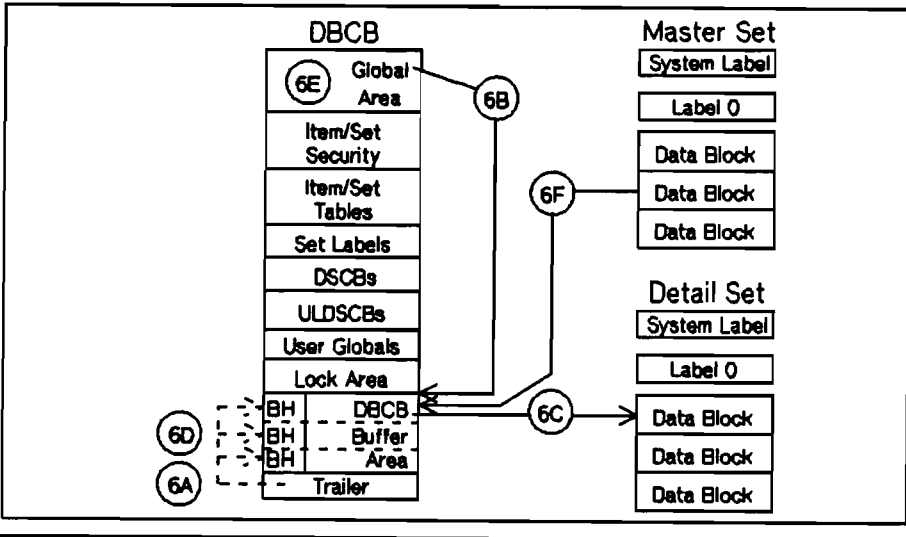 DBCB
6E
Global
Area
6B
Item/Set
Security
Item/Set
Tables
Set Labels
DSCBs
ULDSCBs
User Globals
Lock Area
BH
DBCB
BH
Buffer
BH
Area
Trailer
6D
6A
6F
6C
Master Set
System Label
Label 0
Data Block
Data Block
Data Block
Detail Set
System Label
Label 0
Data Block
Data Block
Data Block